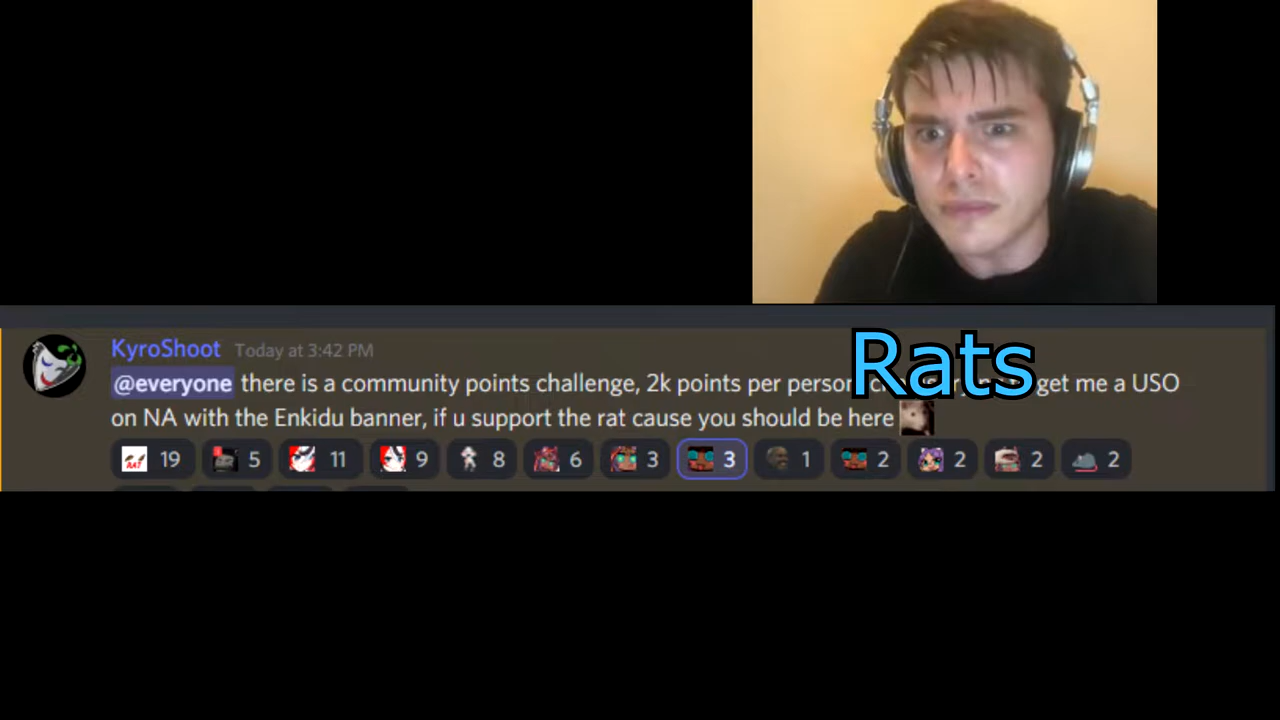 KyroShoot Today at 3:42 PM
Rats
@everyone there is a community points challenge, 2k points per person get me a USO
on NA with the Enkidu banner, if u support the rat cause you should be here
RAT 19 5 11 9 8 6 3 3 1 2 2 2 2